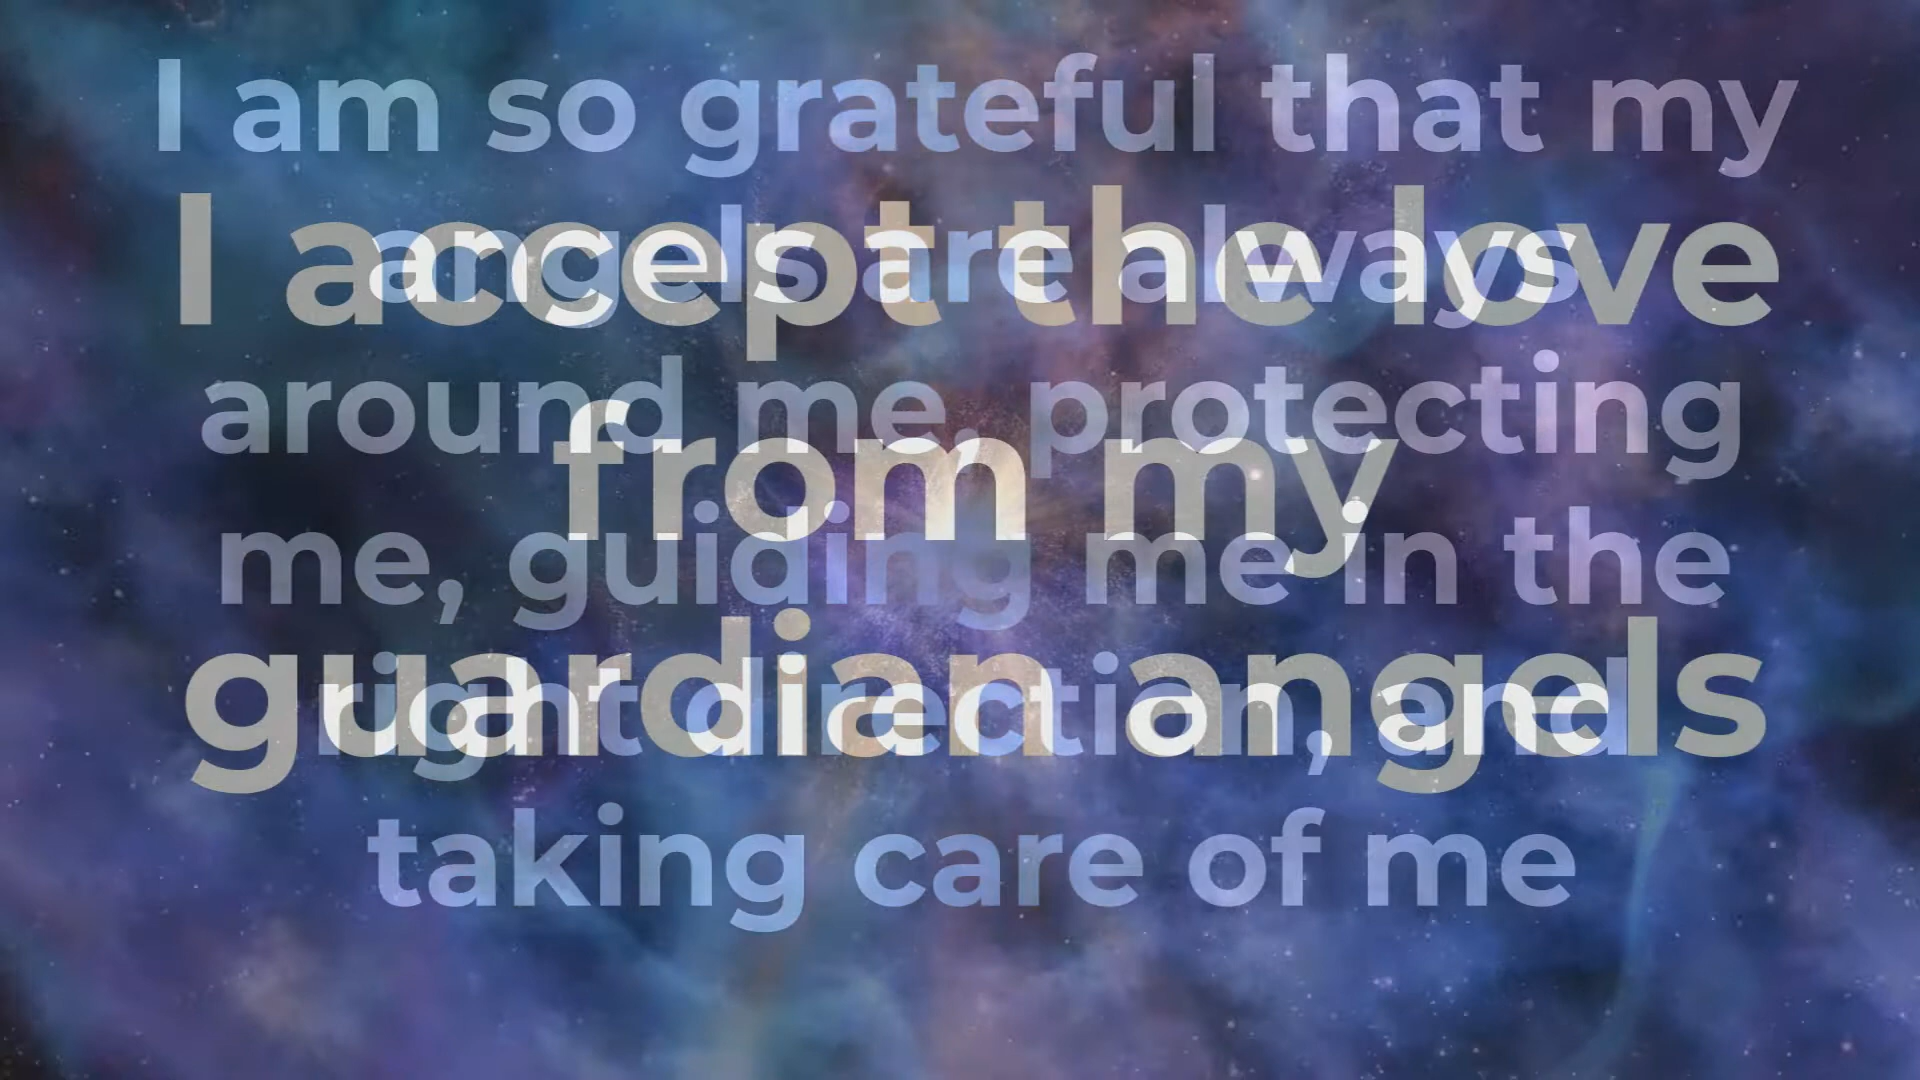 I am so grateful that my
angels are always
around me, protecting
me, guiding me in the
right direction, and
taking care of me
I accept the love
from my
guardian angels